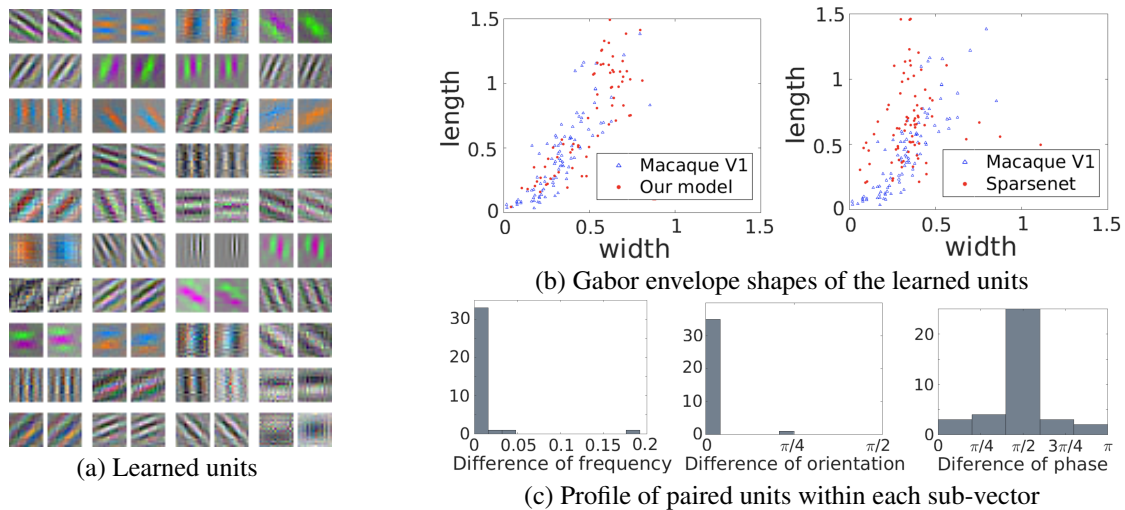 (a) Learned units
1.5
1
0.5
0
0
0.5
1
1.5
length
width
Macaque V1
Our model
1.5
1
0.5
0
0
0.5
1
1.5
length
width
Macaque V1
Sparsenet
(b) Gabor envelope shapes of the learned units
30
20
10
0
0
0.05
0.1
0.15
0.2
Difference of frequency
30
20
10
0
0
π/4
π/2
Difference of orientation
20
10
0
0
π/4
π/2
3π/4
π
Diference of phase
(c) Profile of paired units within each sub-vector